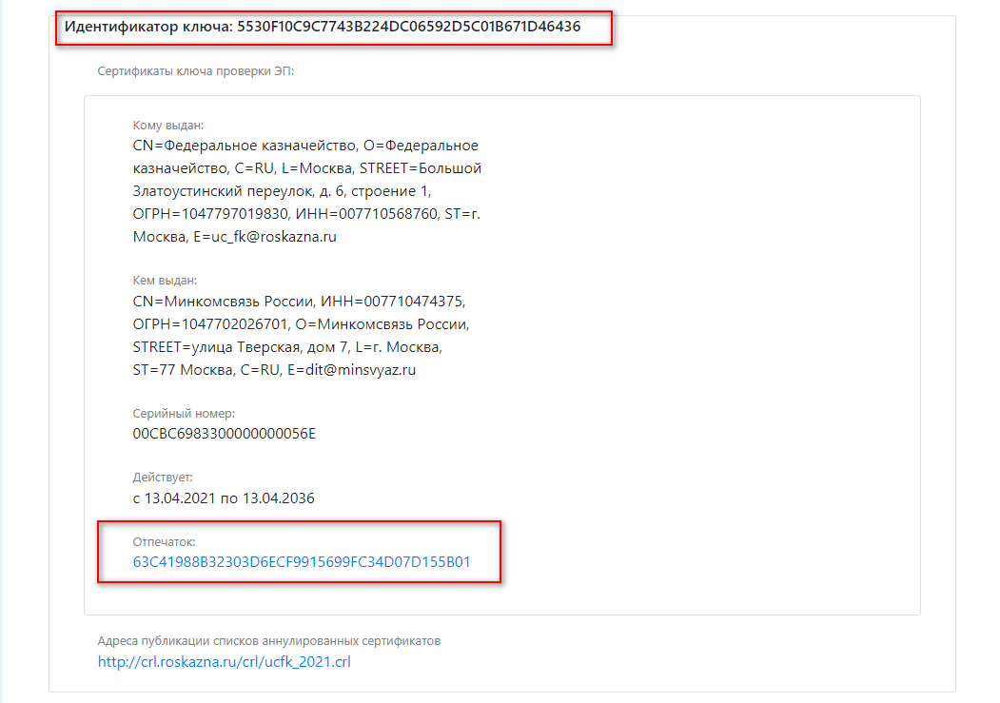 Идентификатор ключа: 5530F10C9C7743B224DC06592D5C01B671D46436
Сертификаты ключа проверки ЭП:
Кому выдан:
CN=Федеральное казначейство, O=Федеральное
казначейство, C=RU, L=Москва, STREET=Большой
Златоустинский переулок, д. 6, строение 1,
ОГРН=1047797019830, ИНН=007710568760, ST=г.
Москва, E=uc_fk@roskazna.ru
Кем выдан:
CN=Минкомсвязь России, ИНН=007710474375,
ОГРН=1047702026701, O=Минкомсвязь России,
STREET=улица Тверская, дом 7, L=г. Москва,
ST=77 Москва, C=RU, E=dit@minsvyaz.ru
Серийный номер:
00CBC6983300000000056E
Действует:
с 13.04.2021 по 13.04.2036
Отпечаток:
63C41988B32303D6ECF9915699FC34D07D155B01
Адреса публикации списков аннулированных сертификатов
http://crl.roskazna.ru/crl/ucfk_2021.crl